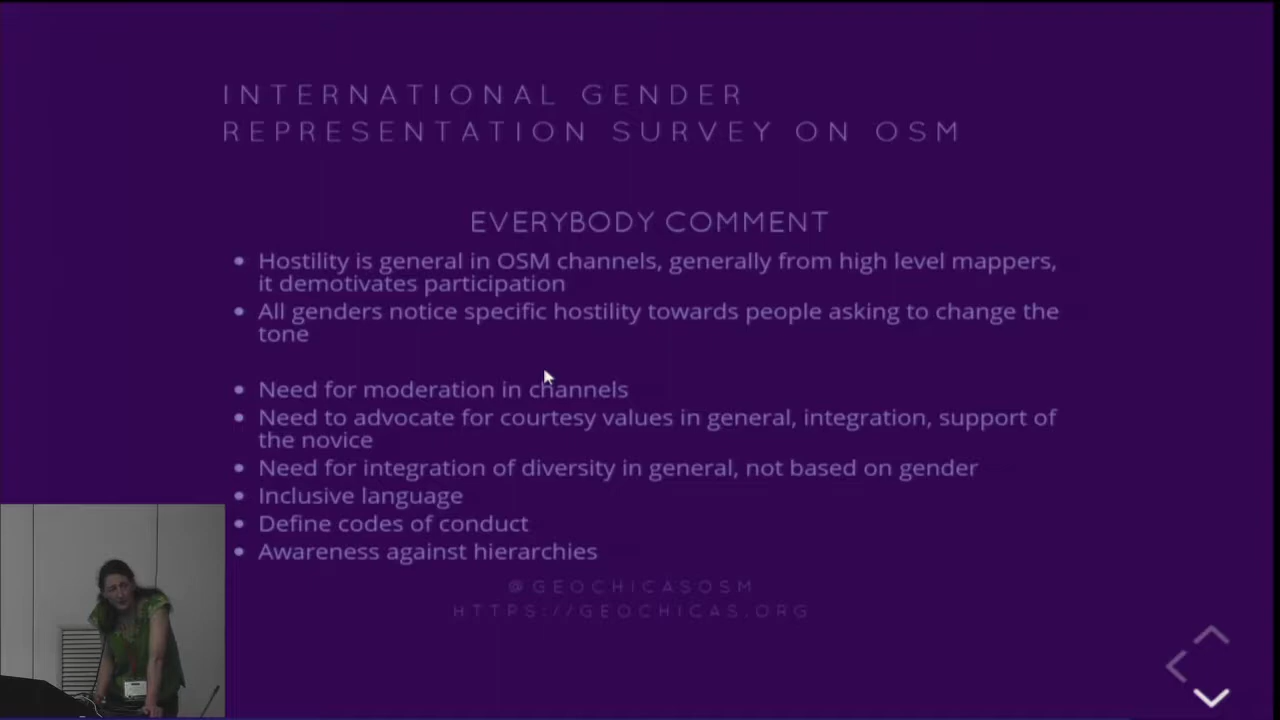 INTERNATIONAL GENDER
REPRESENTATION SURVEY ON OSM
EVERYBODY COMMENT
• Hostility is general in OSM channels, generally from high level mappers,
it demotivates participation
• All genders notice specific hostility towards people asking to change the
tone
• Need for moderation in channels
• Need to advocate for courtesy values in general, integration, support of
the novice
• Need for integration of diversity in general, not based on gender
• Inclusive language
• Define codes of conduct
• Awareness against hierarchies
@GEOCHICASOSM
HTTPS://GEOCHICAS.ORG